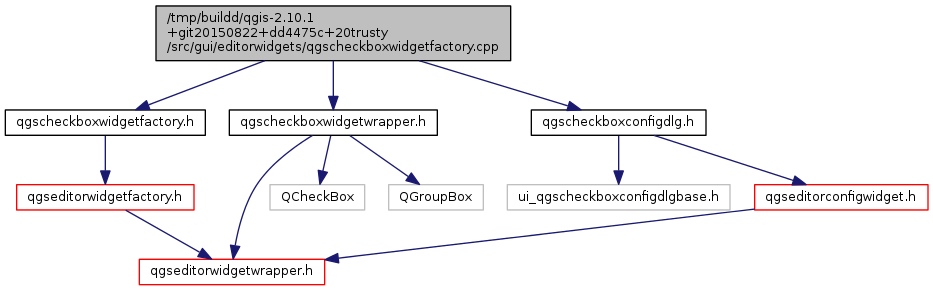 /tmp/buildd/qgis-2.10.1
+git20150822+dd4475c+20trusty
/src/gui/editorwidgets/qgscheckboxwidgetfactory.cpp
qgscheckboxwidgetfactory.h
qgscheckboxwidgetwrapper.h
qgscheckboxconfigdlg.h
qgseditorwidgetfactory.h
QCheckBox
QGroupBox
ui_qgscheckboxconfigdlgbase.h
qgseditorconfigwidget.h
qgseditorwidgetwrapper.h